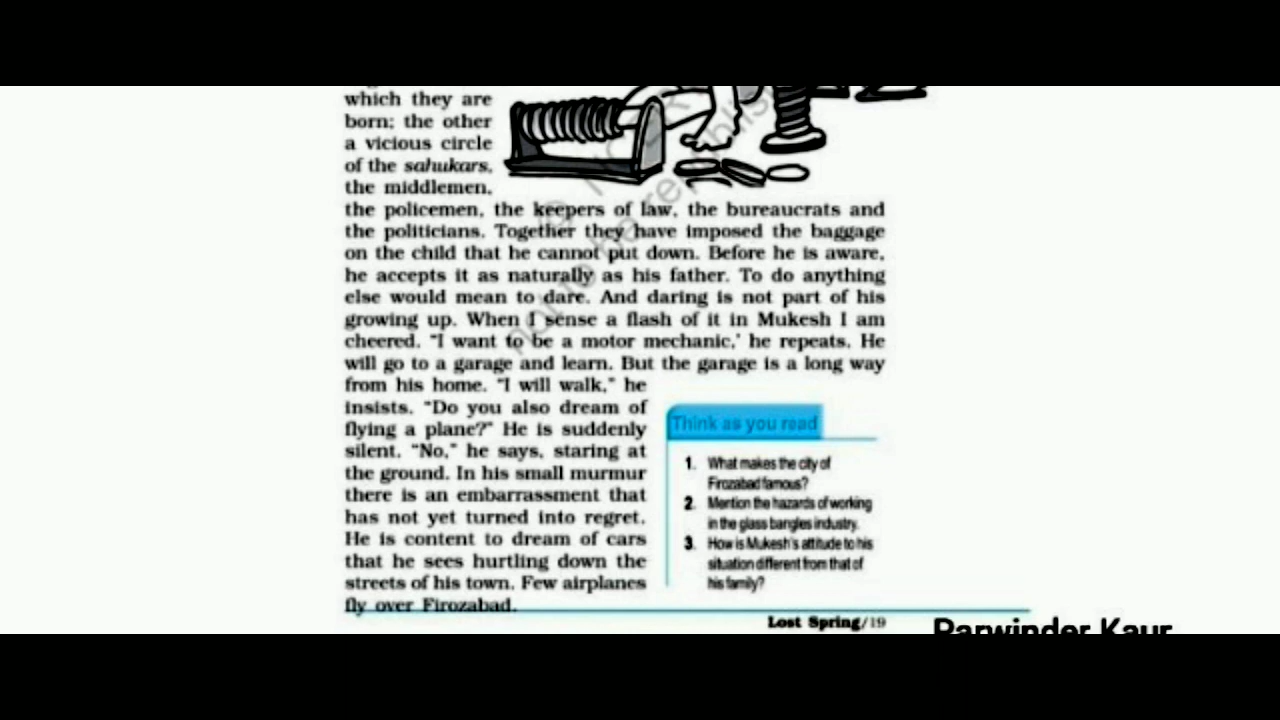 which they are
born; the other
a vicious circle
of the sahukars,
the middlemen,
the policemen, the keepers of law, the bureaucrats and
the politicians. Together they have imposed the baggage
on the child that he cannot put down. Before he is aware,
he accepts it as naturally as his father. To do anything
else would mean to dare. And daring is not part of his
growing up. When I sense a flash of it in Mukesh I am
cheered. “I want to be a motor mechanic,’ he repeats. He
will go to a garage and learn. But the garage is a long way
from his home. “I will walk,” he
insists. “Do you also dream of
flying a plane?” He is suddenly
silent. “No,” he says, staring at
the ground. In his small murmur
there is an embarrassment that
has not yet turned into regret.
He is content to dream of cars
that he sees hurtling down the
streets of his town. Few airplanes
fly over Firozabad.
Think as you read
1. What makes the city of
Firozabad famous?
2. Mention the hazards of working
in the glass bangles industry.
3. How is Mukesh's attitude to his
situation different from that of
his family?
Lost Spring/19
Parwinder Kaur
not to be republis